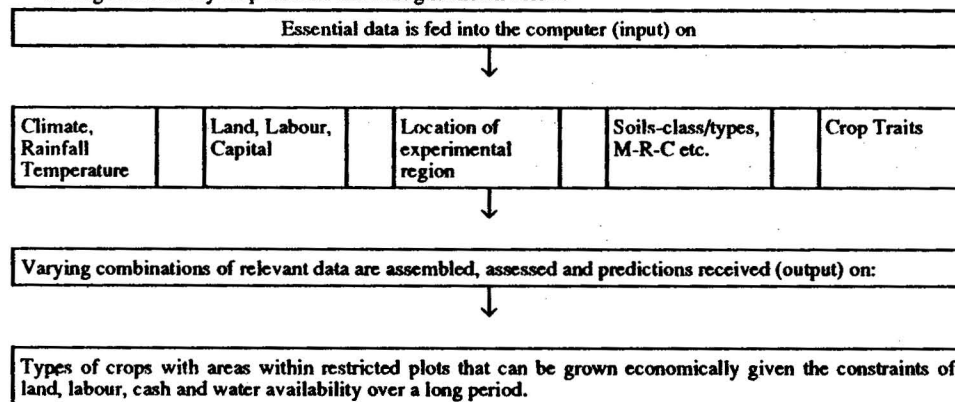 Essential data is fed into the computer (input) on
Climate,
Rainfall
Temperature
Land, Labour,
Capital
Location of
experimental
region
Soils-class/types,
M-R-C etc.
Crop Traits
Varying combinations of relevant data are assembled, assessed and predictions received (output) on:
Types of crops with areas within restricted plots that can be grown economically given the constraints of
land, labour, cash and water availability over a long period.